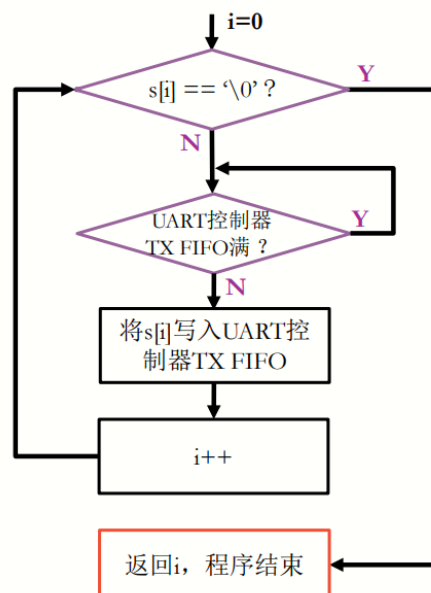 i=0
s[i] == ‘\0’ ?
Y
N
UART控制器
TX FIFO满 ?
Y
N
将s[i]写入UART控
制器TX FIFO
i++
返回i，程序结束